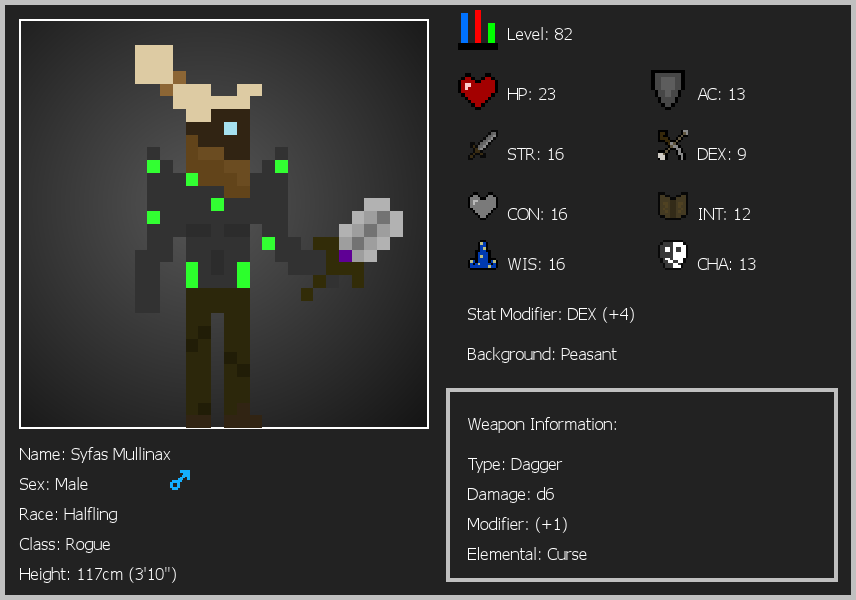 Level: 82
HP: 23
AC: 13
STR: 16
DEX: 9
CON: 16
INT: 12
WIS: 16
CHA: 13
Stat Modifier: DEX (+4)
Background: Peasant
Weapon Information:
Type: Dagger
Damage: d6
Modifier: (+1)
Elemental: Curse
Name: Syfas Mullinax
Sex: Male
Race: Halfling
Class: Rogue
Height: 117cm (3'10")